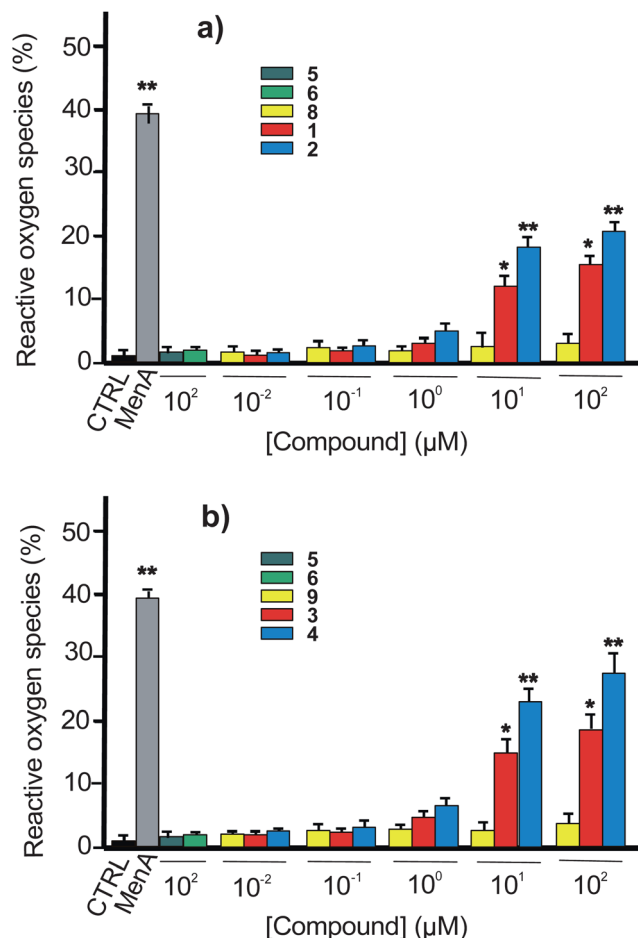 a)
Reactive oxygen species (%)
50
40
30
20
10
0
5
6
8
1
2
**
*
**
*
**
CTRL
MenA
10² 10⁻² 10⁻¹ 10⁰ 10¹ 10²
[Compound] (µM)
b)
Reactive oxygen species (%)
50
40
30
20
10
0
5
6
9
3
4
**
*
**
*
**
CTRL
MenA
10² 10⁻² 10⁻¹ 10⁰ 10¹ 10²
[Compound] (µM)